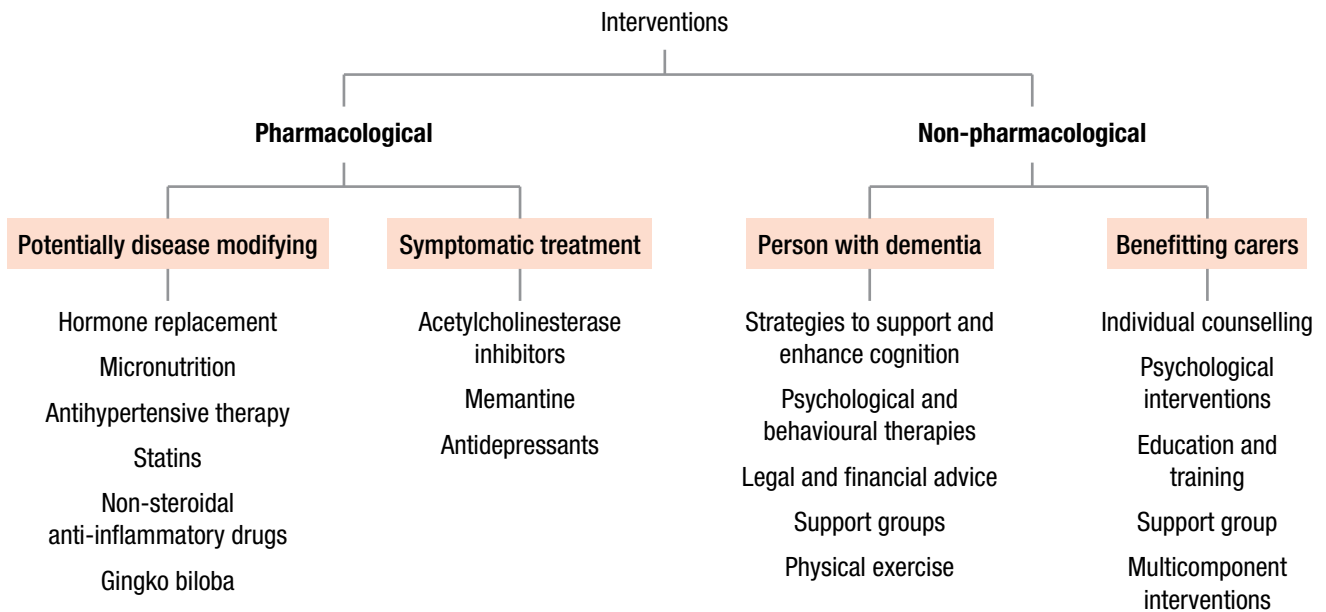 Interventions
Pharmacological
Non-pharmacological
Potentially disease modifying
Symptomatic treatment
Person with dementia
Benefitting carers
Hormone replacement
Micronutrition
Antihypertensive therapy
Statins
Non-steroidal
anti-inflammatory drugs
Gingko biloba
Acetylcholinesterase
inhibitors
Memantine
Antidepressants
Strategies to support and
enhance cognition
Psychological and
behavioural therapies
Legal and financial advice
Support groups
Physical exercise
Individual counselling
Psychological
interventions
Education and
training
Support group
Multicomponent
interventions